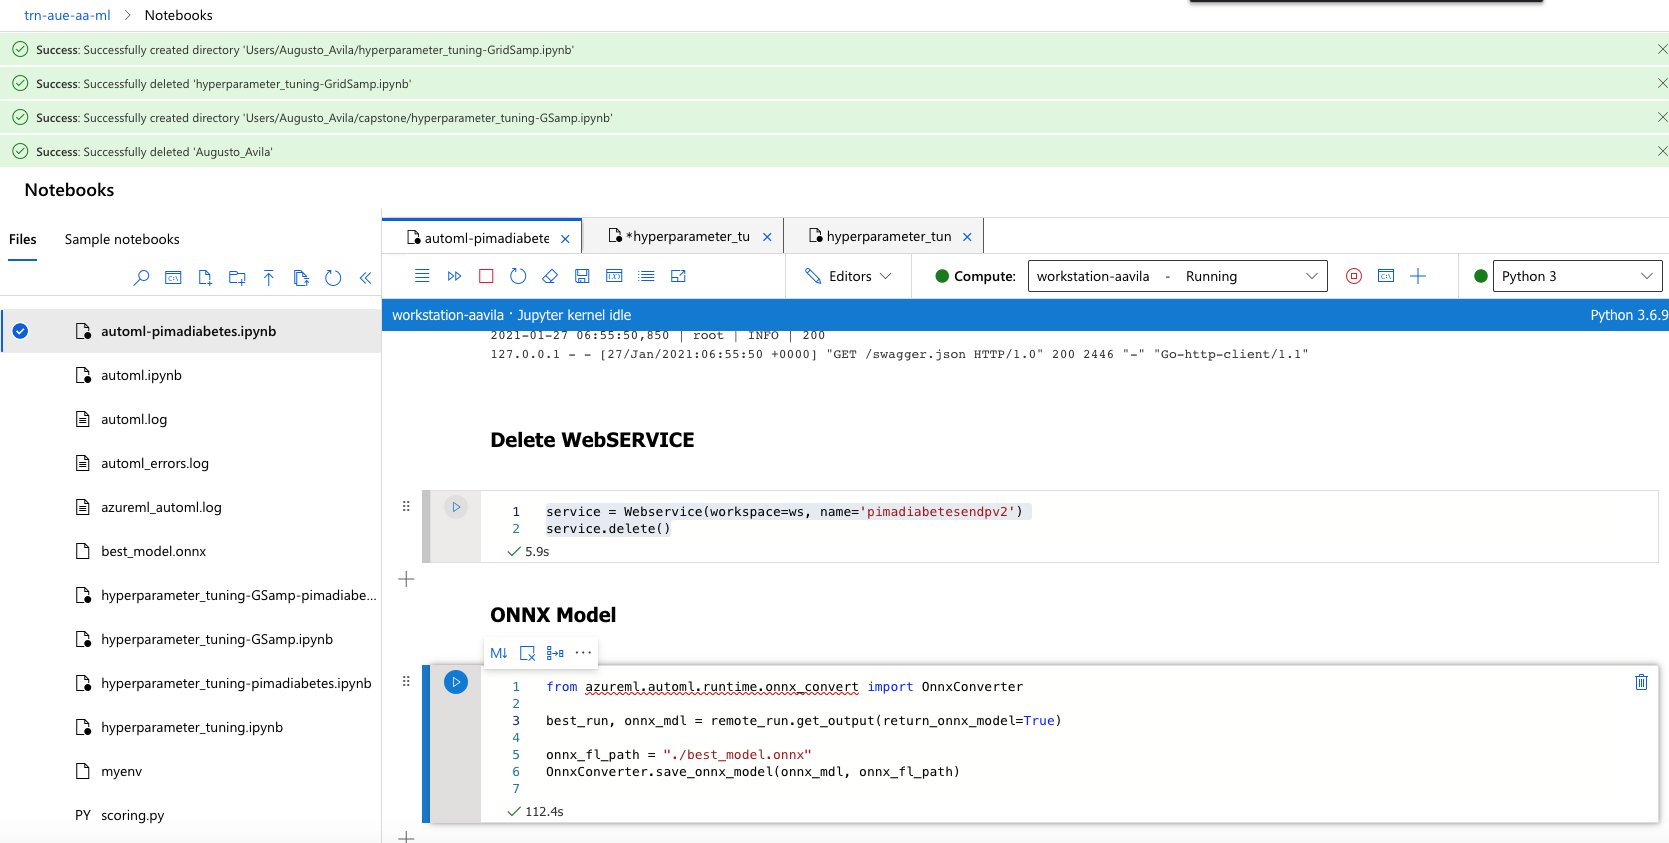 trn-aue-aa-ml > Notebooks
Success: Successfully created directory 'Users/Augusto_Avila/hyperparameter_tuning-GridSamp.ipynb'
Success: Successfully deleted 'hyperparameter_tuning-GridSamp.ipynb'
Success: Successfully created directory 'Users/Augusto_Avila/capstone/hyperparameter_tuning-GSamp.ipynb'
Success: Successfully deleted 'Augusto_Avila'
Notebooks
Files Sample notebooks
automl-pimadiabete *hyperparameter_tu hyperparameter_tun
Editors Compute: workstation-aavila - Running Python 3
workstation-aavila · Jupyter kernel idle Python 3.6.9
automl-pimadiabetes.ipynb
automl.ipynb
automl.log
automl_errors.log
azureml_automl.log
best_model.onnx
hyperparameter_tuning-GSamp-pimadiabe...
hyperparameter_tuning-GSamp.ipynb
hyperparameter_tuning-pimadiabetes.ipynb
hyperparameter_tuning.ipynb
myenv
PY scoring.py
2021-01-27 06:55:50,850 | root | INFO | 200
127.0.0.1 - - [27/Jan/2021:06:55:50 +0000] "GET /swagger.json HTTP/1.0" 200 2446 "-" "Go-http-client/1.1"
Delete WebSERVICE
1 service = Webservice(workspace=ws, name='pimadiabetesendpv2')
2 service.delete()
5.9s
ONNX Model
M↓ ...
1 from azureml.automl.runtime.onnx_convert import OnnxConverter
2
3 best_run, onnx_mdl = remote_run.get_output(return_onnx_model=True)
4
5 onnx_fl_path = "./best_model.onnx"
6 OnnxConverter.save_onnx_model(onnx_mdl, onnx_fl_path)
7
112.4s